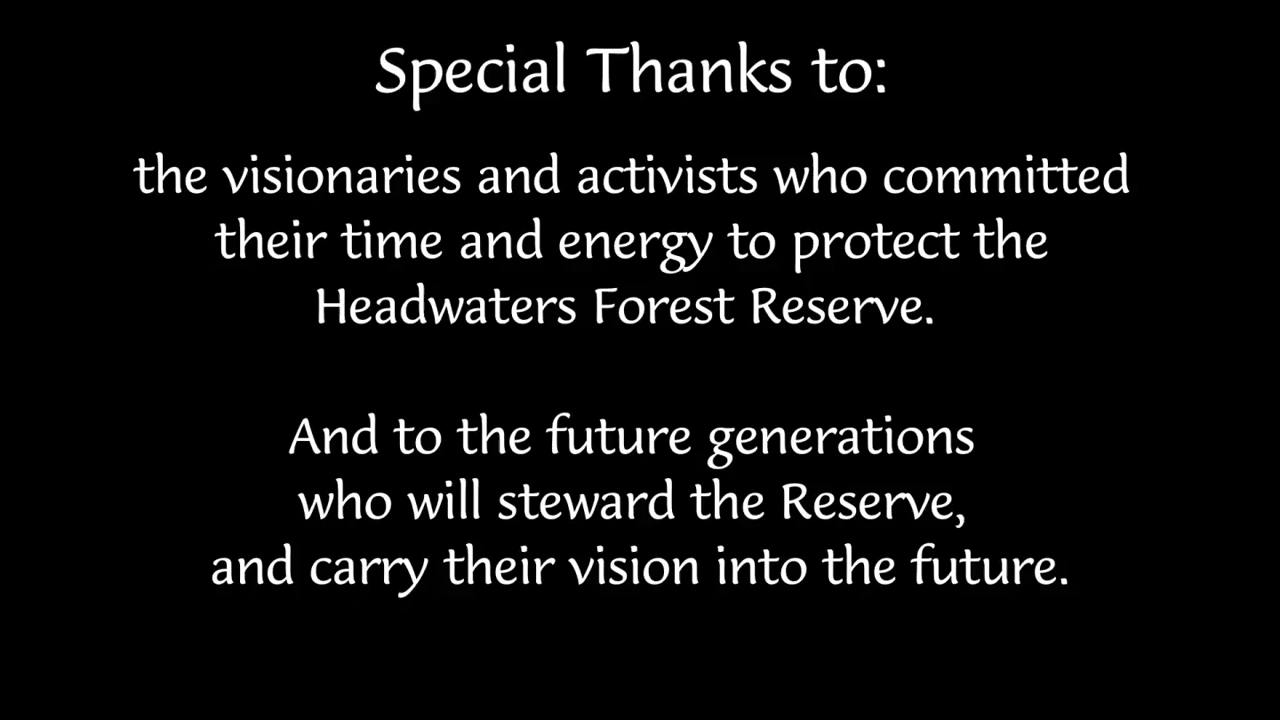 Special Thanks to:
the visionaries and activists who committed
their time and energy to protect the
Headwaters Forest Reserve.
And to the future generations
who will steward the Reserve,
and carry their vision into the future.